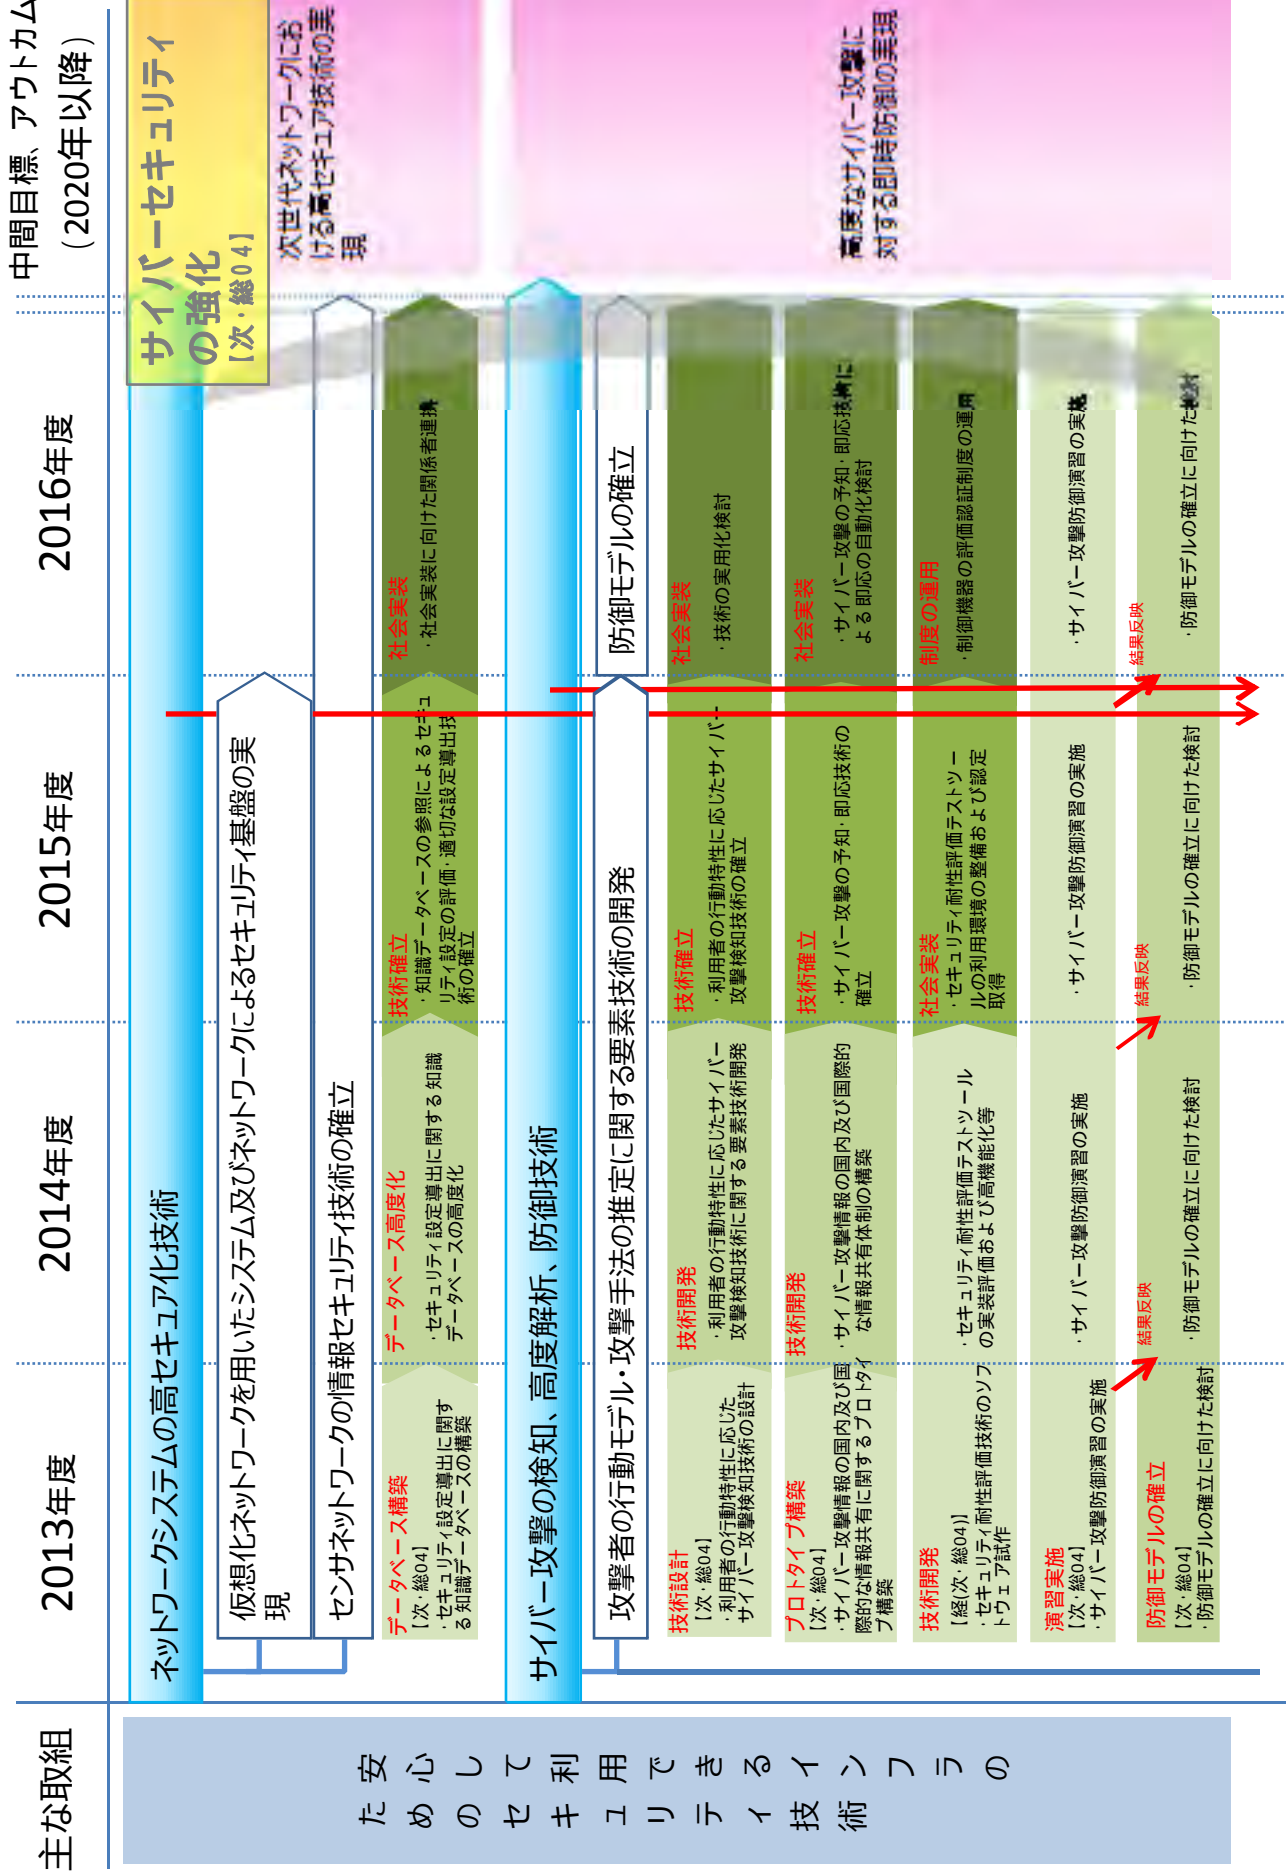 主な取組
2013年度
2014年度
2015年度
2016年度
中間目標、アウトカム
(2020年以降)
安心して利用できるインフラの
ためのセキュリティ技術
ネットワークシステムの高セキュア化技術
サイバーセキュリティ
の強化
【次・総04】
仮想化ネットワークを用いたシステム及びネットワークによるセキュリティ基盤の実
現
センサネットワークの情報セキュリティ技術の確立
次世代ネットワークにお
ける高セキュア技術の実
現
データベース構築
【次・総04】
・セキュリティ設定導出に関す
る知識データベースの構築
データベース高度化
・セキュリティ設定導出に関する知識
データベースの高度化
技術確立
・知識データベースの参照によるセキュ
リティ設定の評価・適切な設定導出技
術の確立
社会実装
・社会実装に向けた関係者連携
サイバー攻撃の検知、高度解析、防御技術
攻撃者の行動モデル・攻撃手法の推定に関する要素技術の開発
防御モデルの確立
高度なサイバー攻撃に
対する即時防御の実現
技術設計
【次・総04】
・利用者の行動特性に応じた
サイバー攻撃検知技術の設計
技術開発
・利用者の行動特性に応じたサイバー
攻撃検知技術に関する要素技術開発
技術確立
・利用者の行動特性に応じたサイバー
攻撃検知技術の確立
社会実装
・技術の実用化検討
プロトタイプ構築
【次・総04】
・サイバー攻撃情報の国内及び国
際的な情報共有に関するプロトタイ
プ構築
技術開発
・サイバー攻撃情報の国内及び国際的
な情報共有体制の構築
技術確立
・サイバー攻撃の予知・即応技術の
確立
社会実装
・サイバー攻撃の予知・即応技術に
よる即応の自動化検討
技術開発
【経(次・総04)】
・セキュリティ耐性評価技術のソフ
トウェア試作
・セキュリティ耐性評価テストツール
の実装評価および高機能化等
社会実装
・セキュリティ耐性評価テストツー
ルの利用環境の整備および認定
取得
制度の運用
・制御機器の評価認証制度の運用
演習実施
【次・総04】
・サイバー攻撃防御演習の実施
・サイバー攻撃防御演習の実施
・サイバー攻撃防御演習の実施
・サイバー攻撃防御演習の実施
結果反映
結果反映
結果反映
防御モデルの確立
【次・総04】
・防御モデルの確立に向けた検討
・防御モデルの確立に向けた検討
・防御モデルの確立に向けた検討
・防御モデルの確立に向けた検討